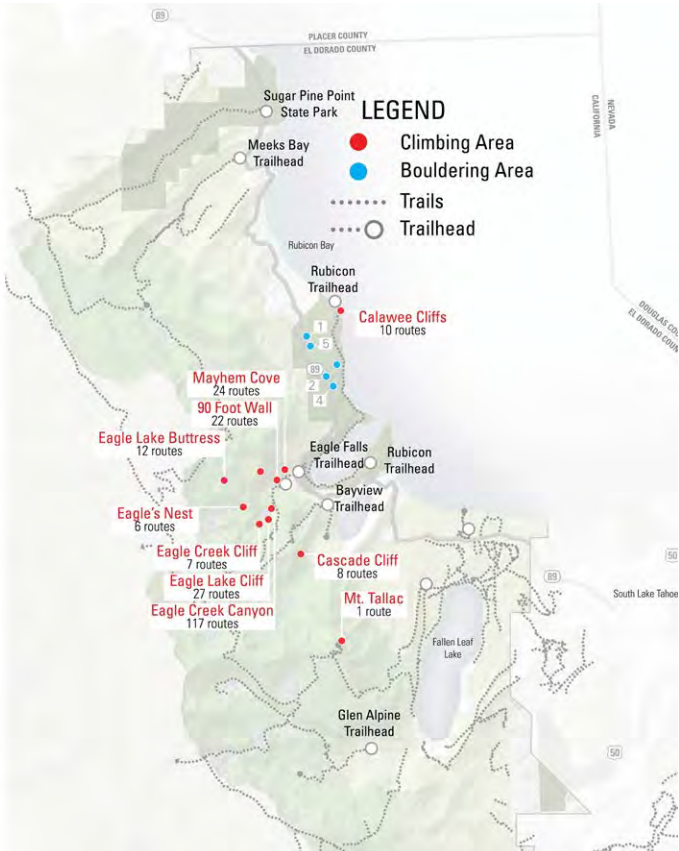 89
PLACER COUNTY
EL DORADO COUNTY
NEVADA
CALIFORNIA
Sugar Pine Point
State Park
Meeks Bay
Trailhead
LEGEND
Climbing Area
Bouldering Area
Trails
Trailhead
Rubicon Bay
Rubicon
Trailhead
DOUGLAS COU
EL DORADO COUNT
Calawee Cliffs
10 routes
1
5
89
2
4
Mayhem Cove
24 routes
90 Foot Wall
22 routes
Eagle Lake Buttress
12 routes
Eagle Falls
Trailhead
Rubicon
Trailhead
Bayview
Trailhead
Eagle's Nest
6 routes
Eagle Creek Cliff
7 routes
Eagle Lake Cliff
27 routes
Eagle Creek Canyon
117 routes
Cascade Cliff
8 routes
Mt. Tallac
1 route
50
89
South Lake Tahoe
Fallen Leaf
Lake
Glen Alpine
Trailhead
50